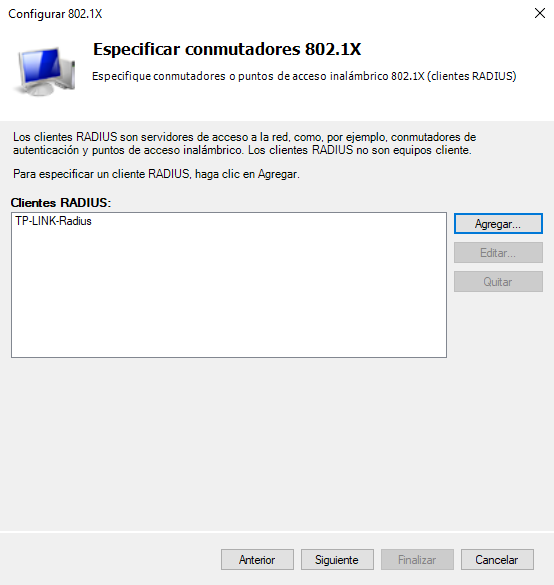 Configurar 802.1X
Especificar conmutadores 802.1X
Especifique conmutadores o puntos de acceso inalámbrico 802.1X (clientes RADIUS)
Los clientes RADIUS son servidores de acceso a la red, como, por ejemplo, conmutadores de
autenticación y puntos de acceso inalámbrico. Los clientes RADIUS no son equipos cliente.
Para especificar un cliente RADIUS, haga clic en Agregar.
Clientes RADIUS:
TP-LINK-Radius
Agregar...
Editar...
Quitar
Anterior
Siguiente
Finalizar
Cancelar